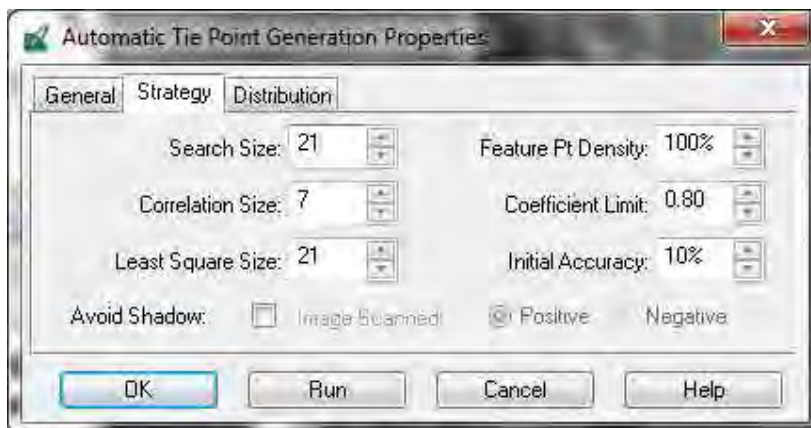 Automatic Tie Point Generation Properties
General Strategy Distribution
Search Size: 21 Feature Pt Density: 100%
Correlation Size: 7 Coefficient Limit: 0.80
Least Square Size: 21 Initial Accuracy: 10%
Avoid Shadow: Image Scanned: Positive Negative
OK Run Cancel Help